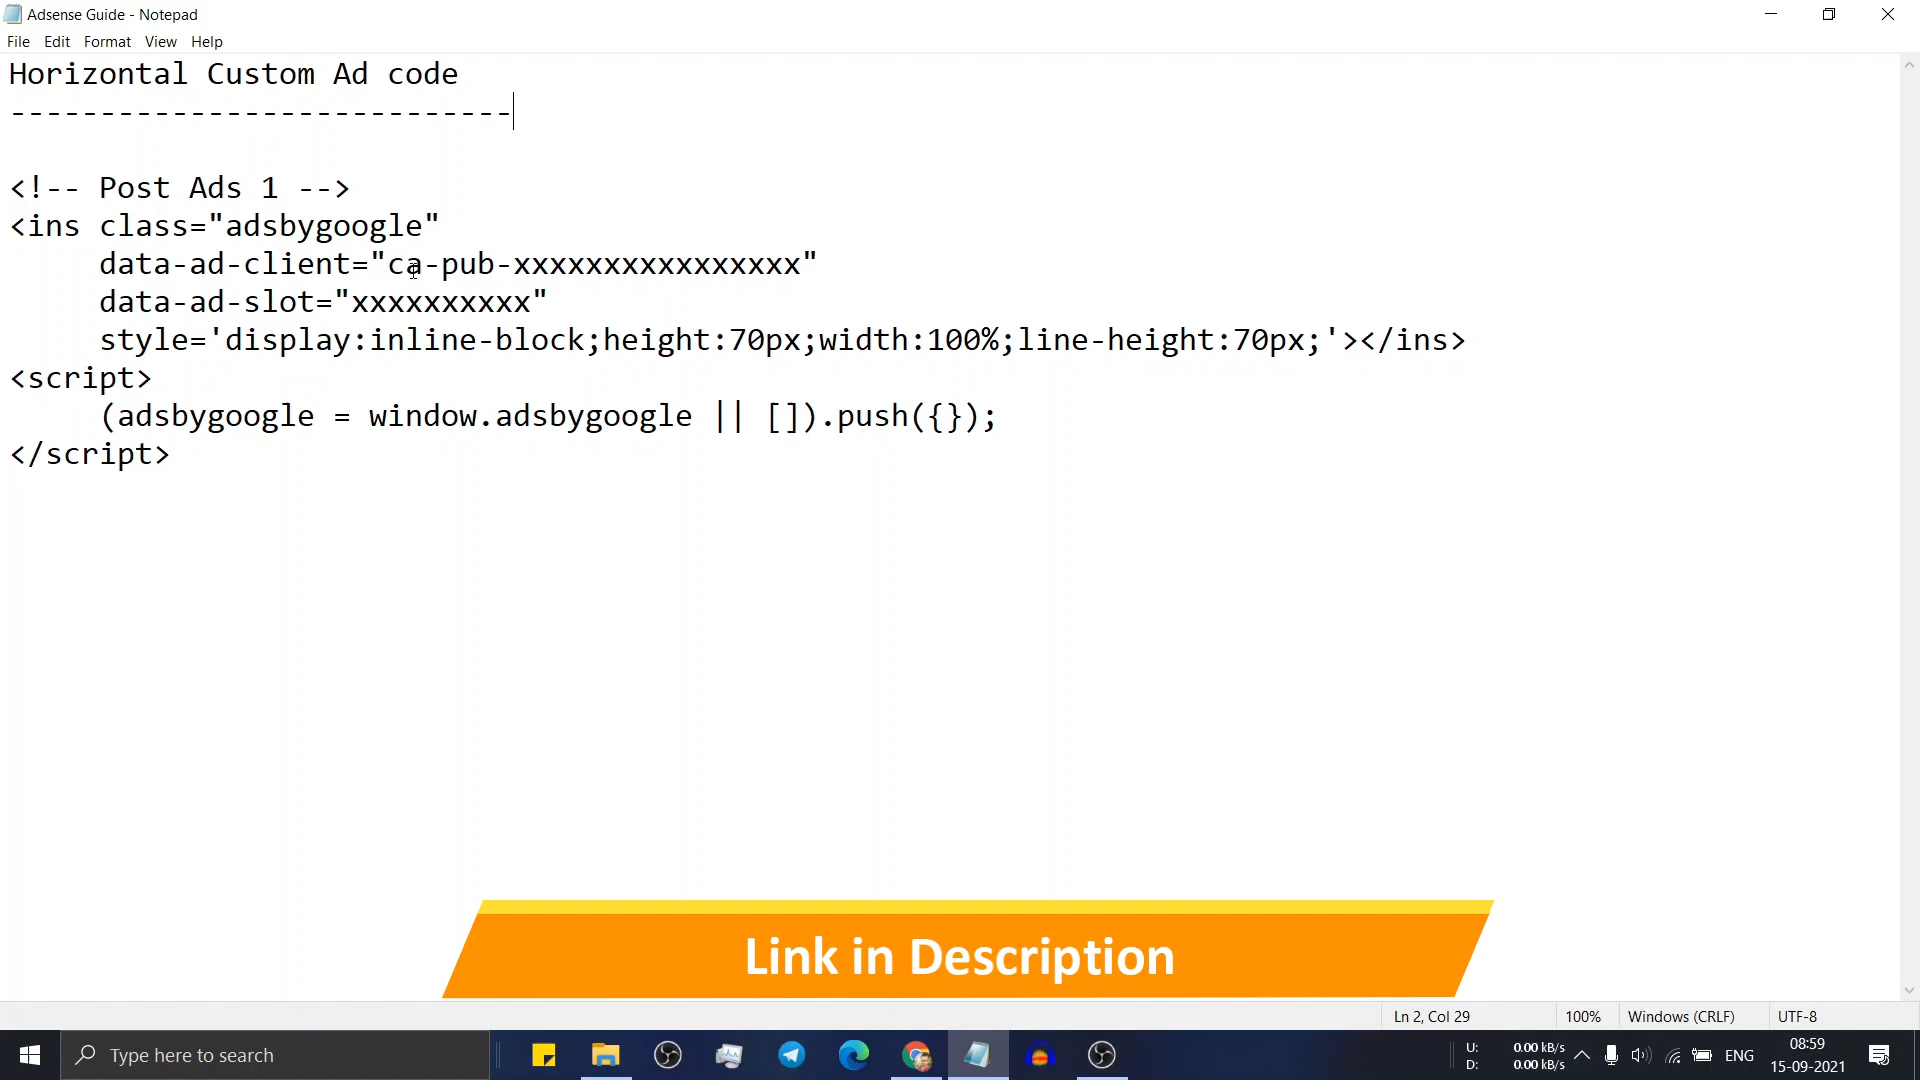 Adsense Guide - Notepad
File Edit Format View Help
Horizontal Custom Ad code
----------------------------
<!-- Post Ads 1 -->
<ins class="adsbygoogle"
data-ad-client="ca-pub-xxxxxxxxxxxxxxxx"
data-ad-slot="xxxxxxxxxx"
style='display:inline-block;height:70px;width:100%;line-height:70px;'></ins>
<script>
(adsbygoogle = window.adsbygoogle || []).push({});
</script>
Link in Description
Ln 2, Col 29 100% Windows (CRLF) UTF-8
Type here to search
U: 0.00 kB/s
D: 0.00 kB/s
ENG
08:59
15-09-2021